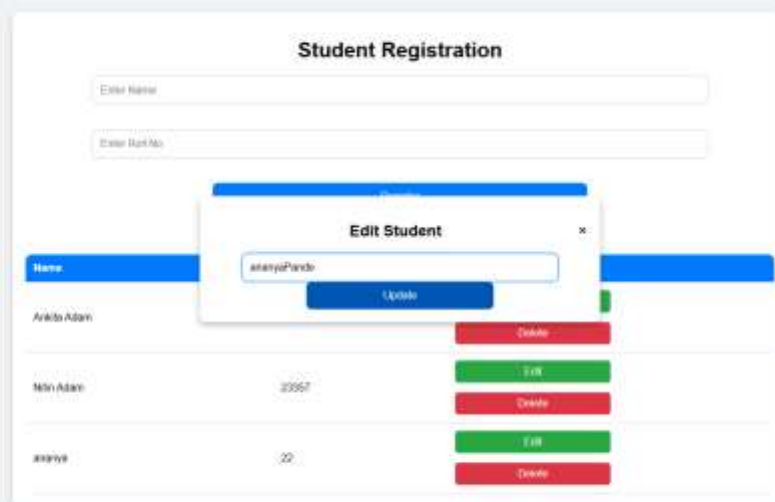 Student Registration
Enter Name
Enter Roll No
Edit Student ×
Name
ananyaPande
Update
Ankita Adam
Delete
Edit
Nitin Adam 23357
Delete
Edit
ananya 22
Delete